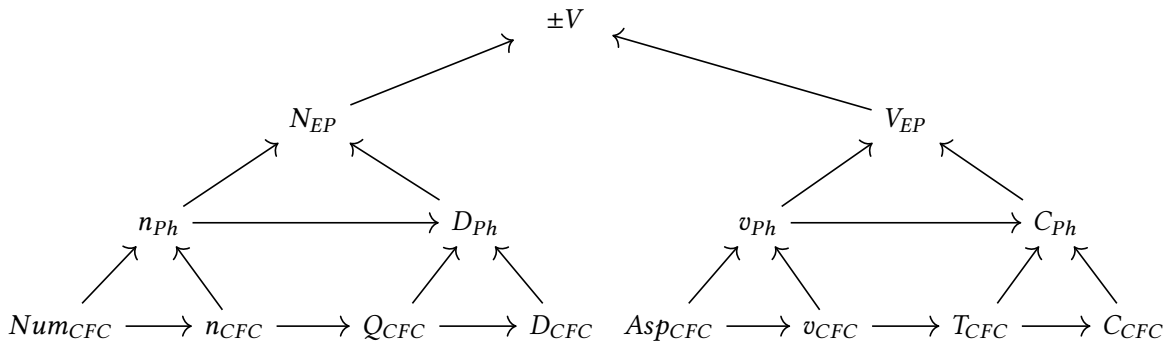 ±V
N_EP V_EP
n_Ph D_Ph v_Ph C_Ph
Num_CFC n_CFC Q_CFC D_CFC Asp_CFC v_CFC T_CFC C_CFC